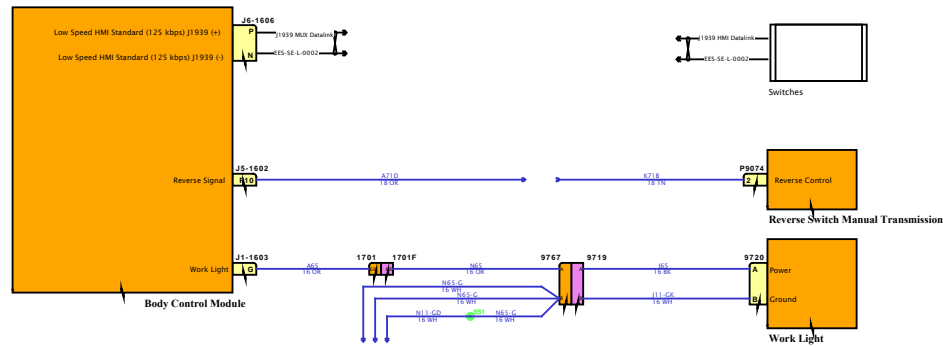 J6-1606
Low Speed HMI Standard (125 kbps) J1939 (+)
P
J1939 MUX Datalink
Low Speed HMI Standard (125 kbps) J1939 (-)
N
EES-SE-L-0002
J1939 HMI Datalink
EES-SE-L-0002
Switches
J5-1602
Reverse Signal
F10
A71D
18 OR
K71B
18 TN
P9074
2
Reverse Control
Reverse Switch Manual Transmission
J1-1603
Work Light
G
A65
16 OR
1701
1701F
N65
16 OR
9767
9719
A
A
J65
16 BK
9720
A
Power
N65-G
16 WH
N65-G
16 WH
J11-GK
16 WH
B
Ground
N11-GD
16 WH
SB1
N65-G
16 WH
Body Control Module
Work Light